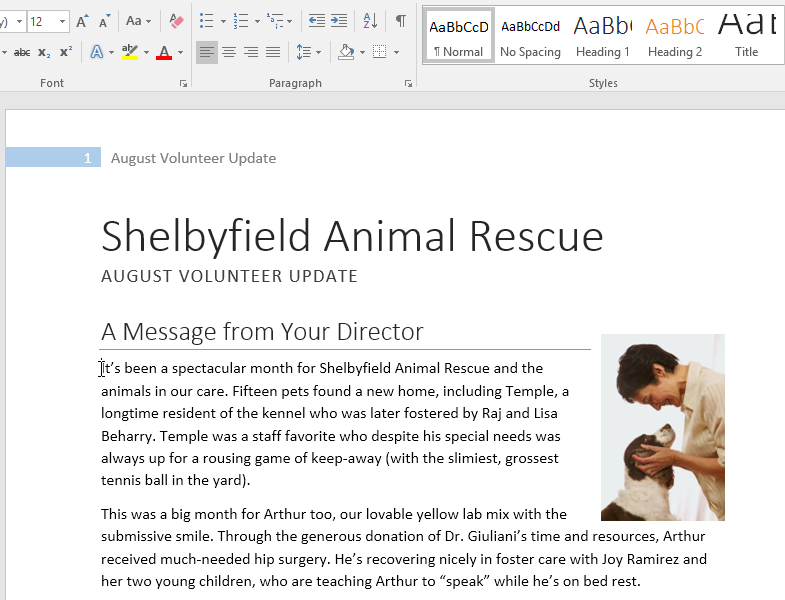 y) 12 Aa
abc x₂ x² A aby A
A Z
AaBbCcD AaBbCcDd AaBb( AaBbC Aat
¶ Normal No Spacing Heading 1 Heading 2 Title
Font Paragraph Styles
1 August Volunteer Update
Shelbyfield Animal Rescue
AUGUST VOLUNTEER UPDATE
A Message from Your Director
It’s been a spectacular month for Shelbyfield Animal Rescue and the
animals in our care. Fifteen pets found a new home, including Temple, a
longtime resident of the kennel who was later fostered by Raj and Lisa
Beharry. Temple was a staff favorite who despite his special needs was
always up for a rousing game of keep-away (with the slimiest, grossest
tennis ball in the yard).
This was a big month for Arthur too, our lovable yellow lab mix with the
submissive smile. Through the generous donation of Dr. Giuliani’s time and resources, Arthur
received much-needed hip surgery. He’s recovering nicely in foster care with Joy Ramirez and
her two young children, who are teaching Arthur to “speak” while he’s on bed rest.